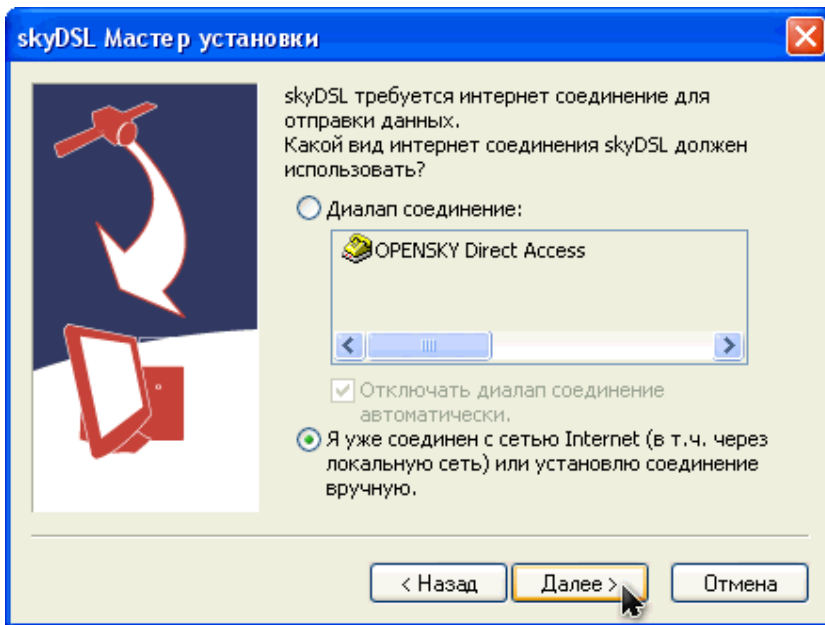 skyDSL Мастер установки
skyDSL требуется интернет соединение для
отправки данных.
Какой вид интернет соединения skyDSL должен
использовать?
Диалап соединение:
OPENSKY Direct Access
Отключать диалап соединение
автоматически.
Я уже соединен с сетью Internet (в т.ч. через
локальную сеть) или установлю соединение
вручную.
< Назад
Далее >
Отмена